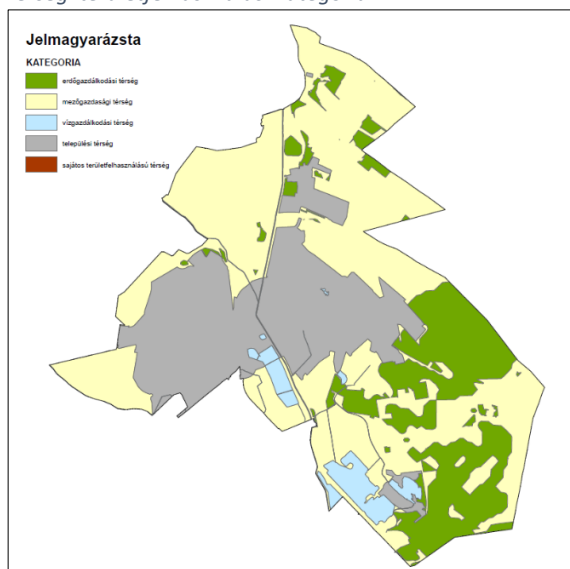 Jelmagyarázsta
KATEGORIA
erdőgazdálkodási térség
mezőgazdasági térség
vízgazdálkodási térség
települési térség
sajátos területfelhasználású térség